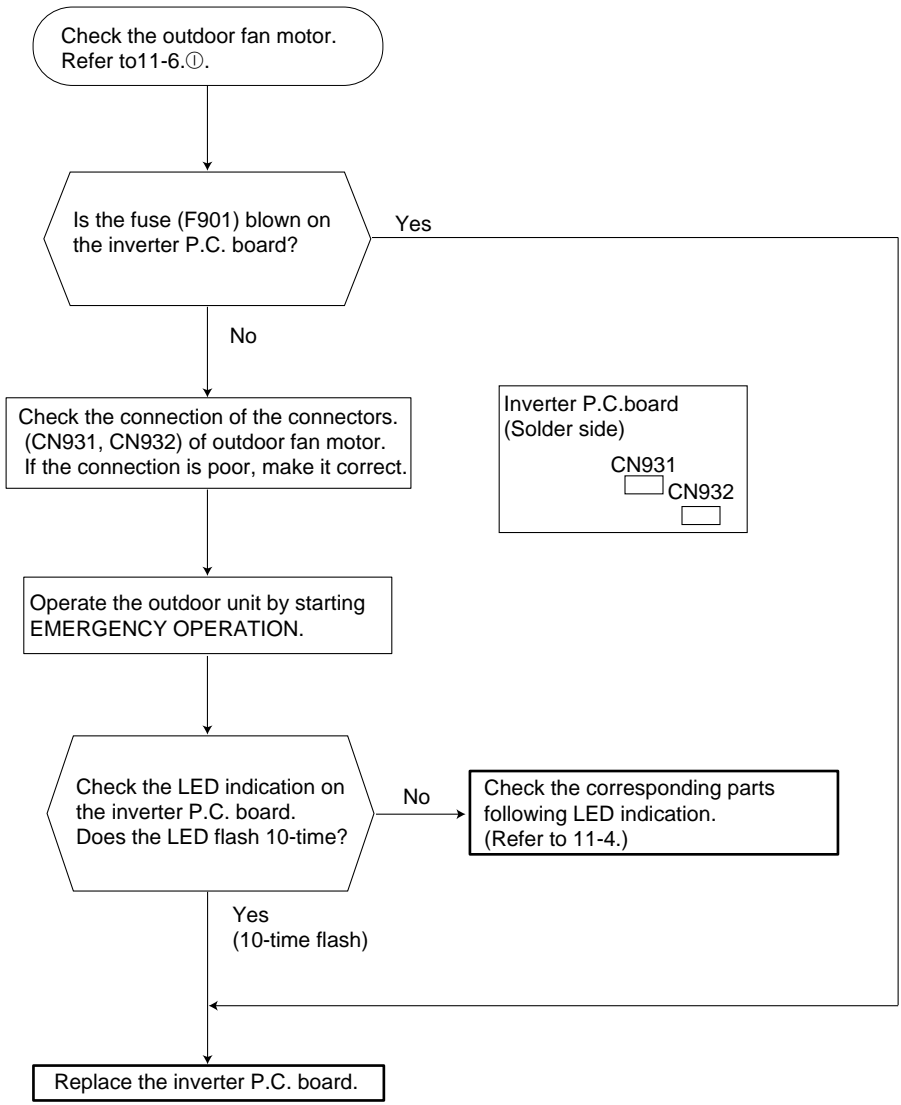 Check the outdoor fan motor.
Refer to11-6.Ⓘ.
Is the fuse (F901) blown on
the inverter P.C. board?
Yes
No
Check the connection of the connectors.
(CN931, CN932) of outdoor fan motor.
If the connection is poor, make it correct.
Inverter P.C.board
(Solder side)
CN931
CN932
Operate the outdoor unit by starting
EMERGENCY OPERATION.
Check the LED indication on
the inverter P.C. board.
Does the LED flash 10-time?
No
Check the corresponding parts
following LED indication.
(Refer to 11-4.)
Yes
(10-time flash)
Replace the inverter P.C. board.